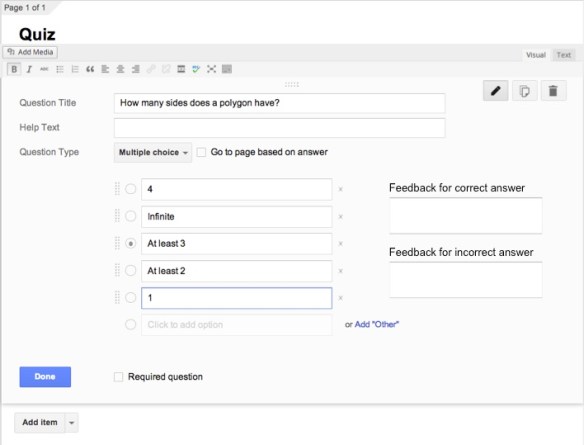 Page 1 of 1
Quiz
Add Media
Visual Text
B I ABC
Question Title How many sides does a polygon have?
Help Text
Question Type Multiple choice Go to page based on answer
4 ×
Feedback for correct answer
Infinite ×
At least 3 ×
Feedback for incorrect answer
At least 2 ×
1 ×
Click to add option or Add "Other"
Done Required question
Add item